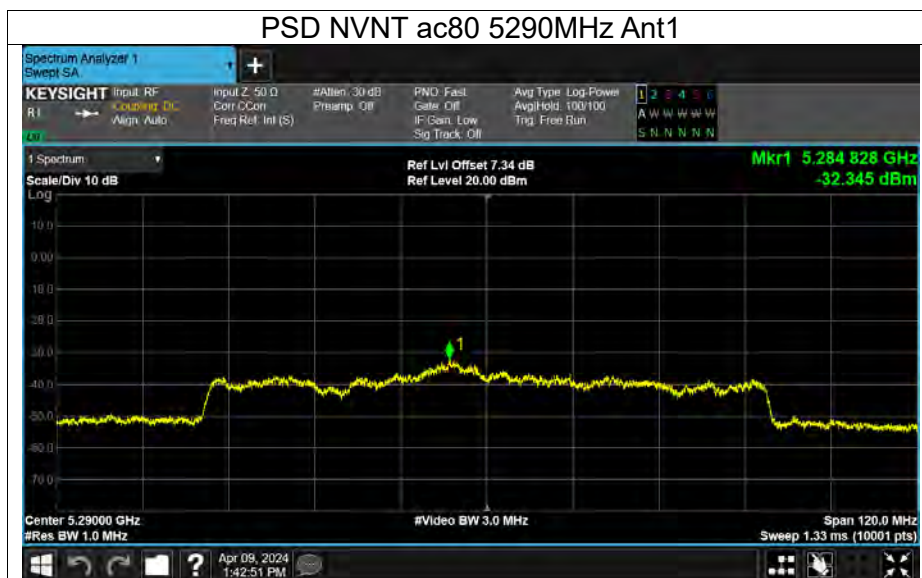 PSD NVNT ac80 5290MHz Ant1
Spectrum Analyzer 1
Swept SA
+
KEYSIGHT Input: RF Input Z: 50 Ω #Atten: 30 dB PNO: Fast Avg Type: Log-Power 1 2 3 4 5 6
Coupling: DC Corr CCorr Preamp: Off Gate: Off Avg|Hold: 100/100 A W W W W W
Align: Auto Freq Ref: Int (S) IF Gain: Low Trig: Free Run
Sig Track: Off S N N N N N
1 Spectrum
Ref Lvl Offset 7.34 dB Mkr1 5.284 828 GHz
Scale/Div 10 dB Ref Level 20.00 dBm -32.345 dBm
Log
10.0
0.00
-10.0
-20.0
-30.0
1
-40.0
-50.0
-60.0
-70.0
Center 5.29000 GHz #Video BW 3.0 MHz Span 120.0 MHz
#Res BW 1.0 MHz Sweep 1.33 ms (10001 pts)
? Apr 09, 2024
1:42:51 PM